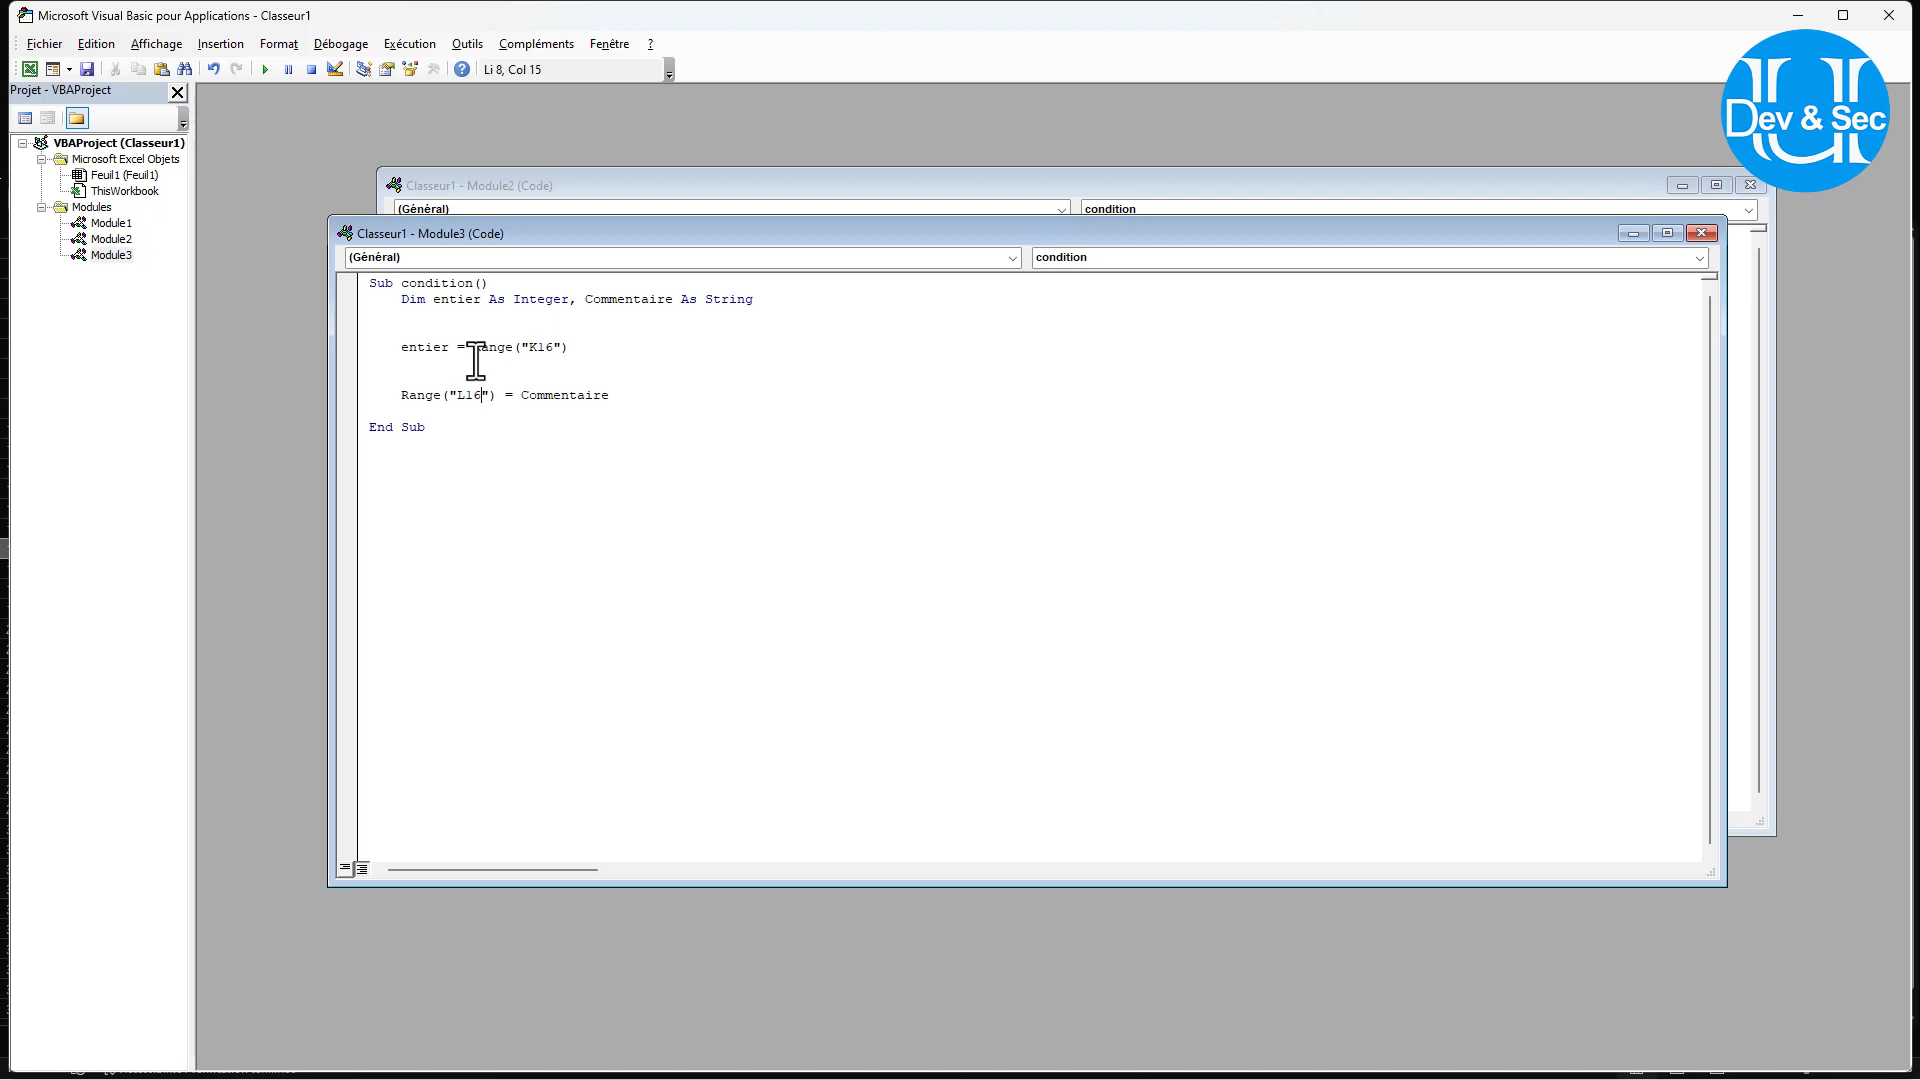 Microsoft Visual Basic pour Applications - Classeur1
Fichier Edition Affichage Insertion Format Débogage Exécution Outils Compléments Fenêtre ?
Li 8, Col 15
Projet - VBAProject
VBAProject (Classeur1)
Microsoft Excel Objets
Feuil1 (Feuil1)
ThisWorkbook
Modules
Module1
Module2
Module3
Dev & Sec
Classeur1 - Module2 (Code)
(Général) condition
Classeur1 - Module3 (Code)
(Général) condition
Sub condition()
Dim entier As Integer, Commentaire As String
entier = Range("K16")
Range("L16") = Commentaire
End Sub